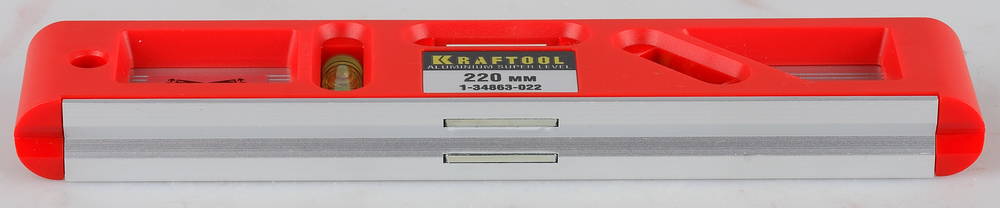 KRAFTOOL
ALUMINIUM SUPER LEVEL
220 мм
1-34863-022